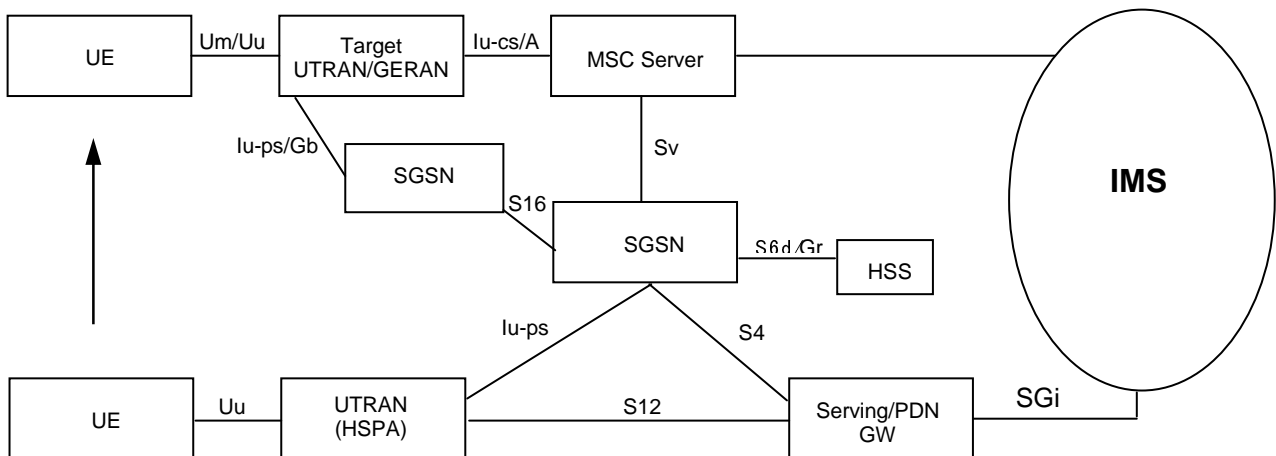 UE
Um/Uu
Target
UTRAN/GERAN
Iu-cs/A
MSC Server
Iu-ps/Gb
Sv
SGSN
S16
IMS
SGSN
S6d/Gr
HSS
Iu-ps
S4
UE
Uu
UTRAN
(HSPA)
S12
Serving/PDN
GW
SGi